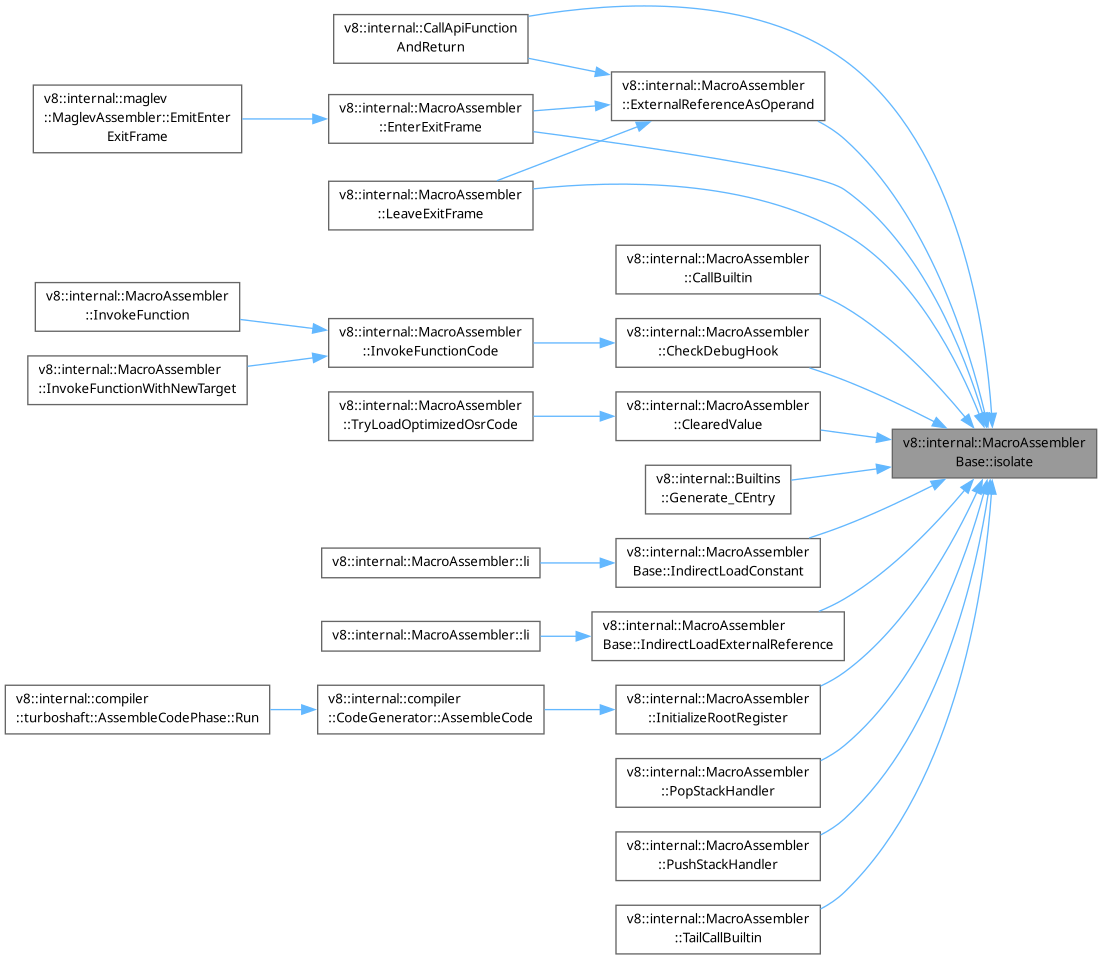 v8::internal::CallApiFunction
AndReturn
v8::internal::MacroAssembler
::ExternalReferenceAsOperand
v8::internal::maglev
::MaglevAssembler::EmitEnter
ExitFrame
v8::internal::MacroAssembler
::EnterExitFrame
v8::internal::MacroAssembler
::LeaveExitFrame
v8::internal::MacroAssembler
::CallBuiltin
v8::internal::MacroAssembler
::InvokeFunction
v8::internal::MacroAssembler
::InvokeFunctionCode
v8::internal::MacroAssembler
::CheckDebugHook
v8::internal::MacroAssembler
::InvokeFunctionWithNewTarget
v8::internal::MacroAssembler
::TryLoadOptimizedOsrCode
v8::internal::MacroAssembler
::ClearedValue
v8::internal::MacroAssembler
Base::isolate
v8::internal::Builtins
::Generate_CEntry
v8::internal::MacroAssembler::li
v8::internal::MacroAssembler
Base::IndirectLoadConstant
v8::internal::MacroAssembler::li
v8::internal::MacroAssembler
Base::IndirectLoadExternalReference
v8::internal::compiler
::turboshaft::AssembleCodePhase::Run
v8::internal::compiler
::CodeGenerator::AssembleCode
v8::internal::MacroAssembler
::InitializeRootRegister
v8::internal::MacroAssembler
::PopStackHandler
v8::internal::MacroAssembler
::PushStackHandler
v8::internal::MacroAssembler
::TailCallBuiltin